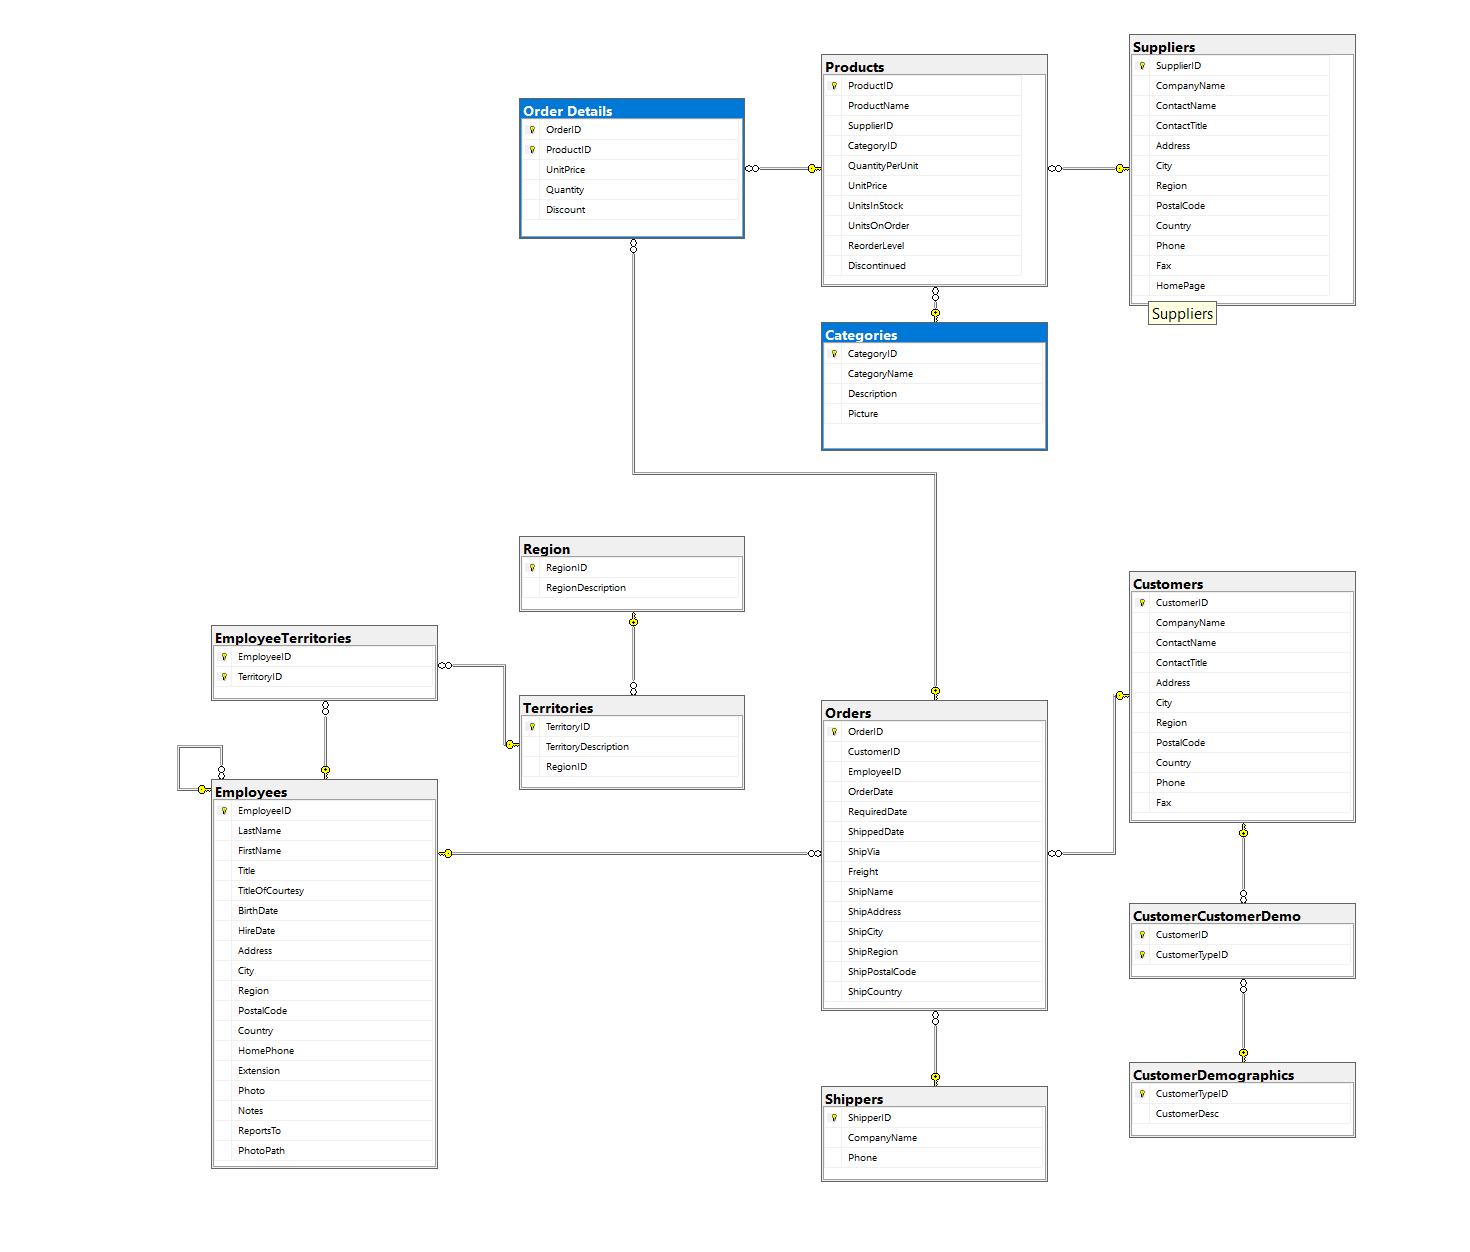 Suppliers
SupplierID
CompanyName
ContactName
ContactTitle
Address
City
Region
PostalCode
Country
Phone
Fax
HomePage
Suppliers
Products
ProductID
ProductName
SupplierID
CategoryID
QuantityPerUnit
UnitPrice
UnitsInStock
UnitsOnOrder
ReorderLevel
Discontinued
Order Details
OrderID
ProductID
UnitPrice
Quantity
Discount
Categories
CategoryID
CategoryName
Description
Picture
Region
RegionID
RegionDescription
Customers
CustomerID
CompanyName
ContactName
ContactTitle
Address
City
Region
PostalCode
Country
Phone
Fax
EmployeeTerritories
EmployeeID
TerritoryID
Territories
TerritoryID
TerritoryDescription
RegionID
Orders
OrderID
CustomerID
EmployeeID
OrderDate
RequiredDate
ShippedDate
ShipVia
Freight
ShipName
ShipAddress
ShipCity
ShipRegion
ShipPostalCode
ShipCountry
Employees
EmployeeID
LastName
FirstName
Title
TitleOfCourtesy
BirthDate
HireDate
Address
City
Region
PostalCode
Country
HomePhone
Extension
Photo
Notes
ReportsTo
PhotoPath
CustomerCustomerDemo
CustomerID
CustomerTypeID
CustomerDemographics
CustomerTypeID
CustomerDesc
Shippers
ShipperID
CompanyName
Phone